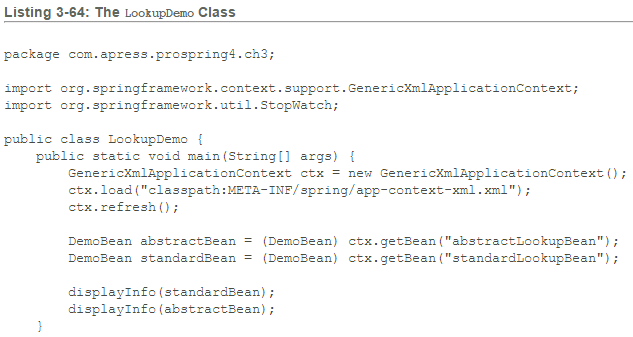 Listing 3-64: The LookupDemo Class
package com.apress.prospring4.ch3;
import org.springframework.context.support.GenericXmlApplicationContext;
import org.springframework.util.StopWatch;
public class LookupDemo {
    public static void main(String[] args) {
        GenericXmlApplicationContext ctx = new GenericXmlApplicationContext();
        ctx.load("classpath:META-INF/spring/app-context-xml.xml");
        ctx.refresh();
        DemoBean abstractBean = (DemoBean) ctx.getBean("abstractLookupBean");
        DemoBean standardBean = (DemoBean) ctx.getBean("standardLookupBean");
        displayInfo(standardBean);
        displayInfo(abstractBean);
    }